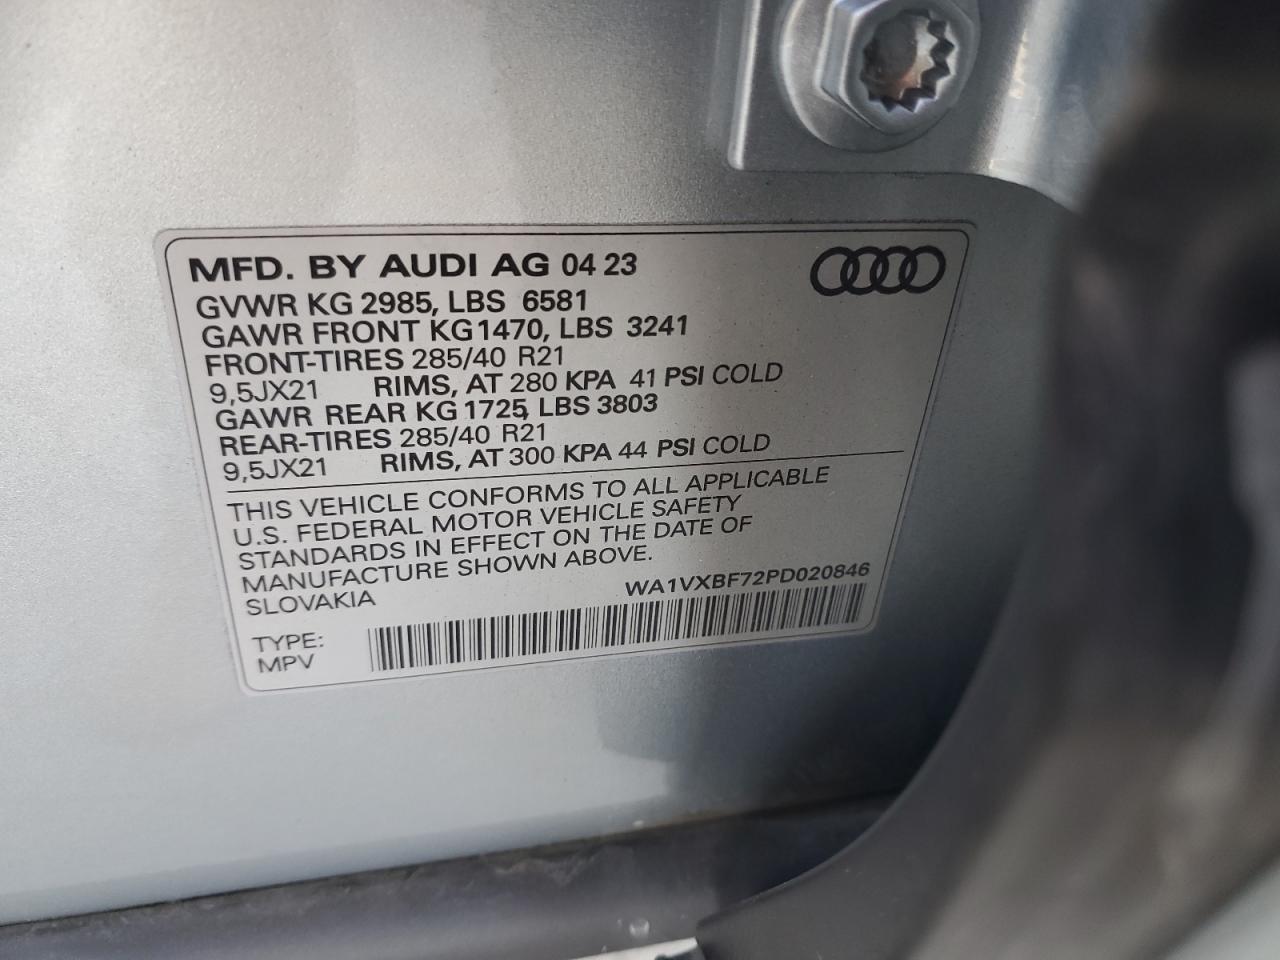 MFD. BY AUDI AG 04 23
GVWR KG 2985, LBS 6581
GAWR FRONT KG 1470, LBS 3241
FRONT-TIRES 285/40 R21
9,5JX21 RIMS, AT 280 KPA 41 PSI COLD
GAWR REAR KG 1725, LBS 3803
REAR-TIRES 285/40 R21
9,5JX21 RIMS, AT 300 KPA 44 PSI COLD
THIS VEHICLE CONFORMS TO ALL APPLICABLE
U.S. FEDERAL MOTOR VEHICLE SAFETY
STANDARDS IN EFFECT ON THE DATE OF
MANUFACTURE SHOWN ABOVE.
SLOVAKIA
WA1VXBF72PD020846
TYPE:
MPV